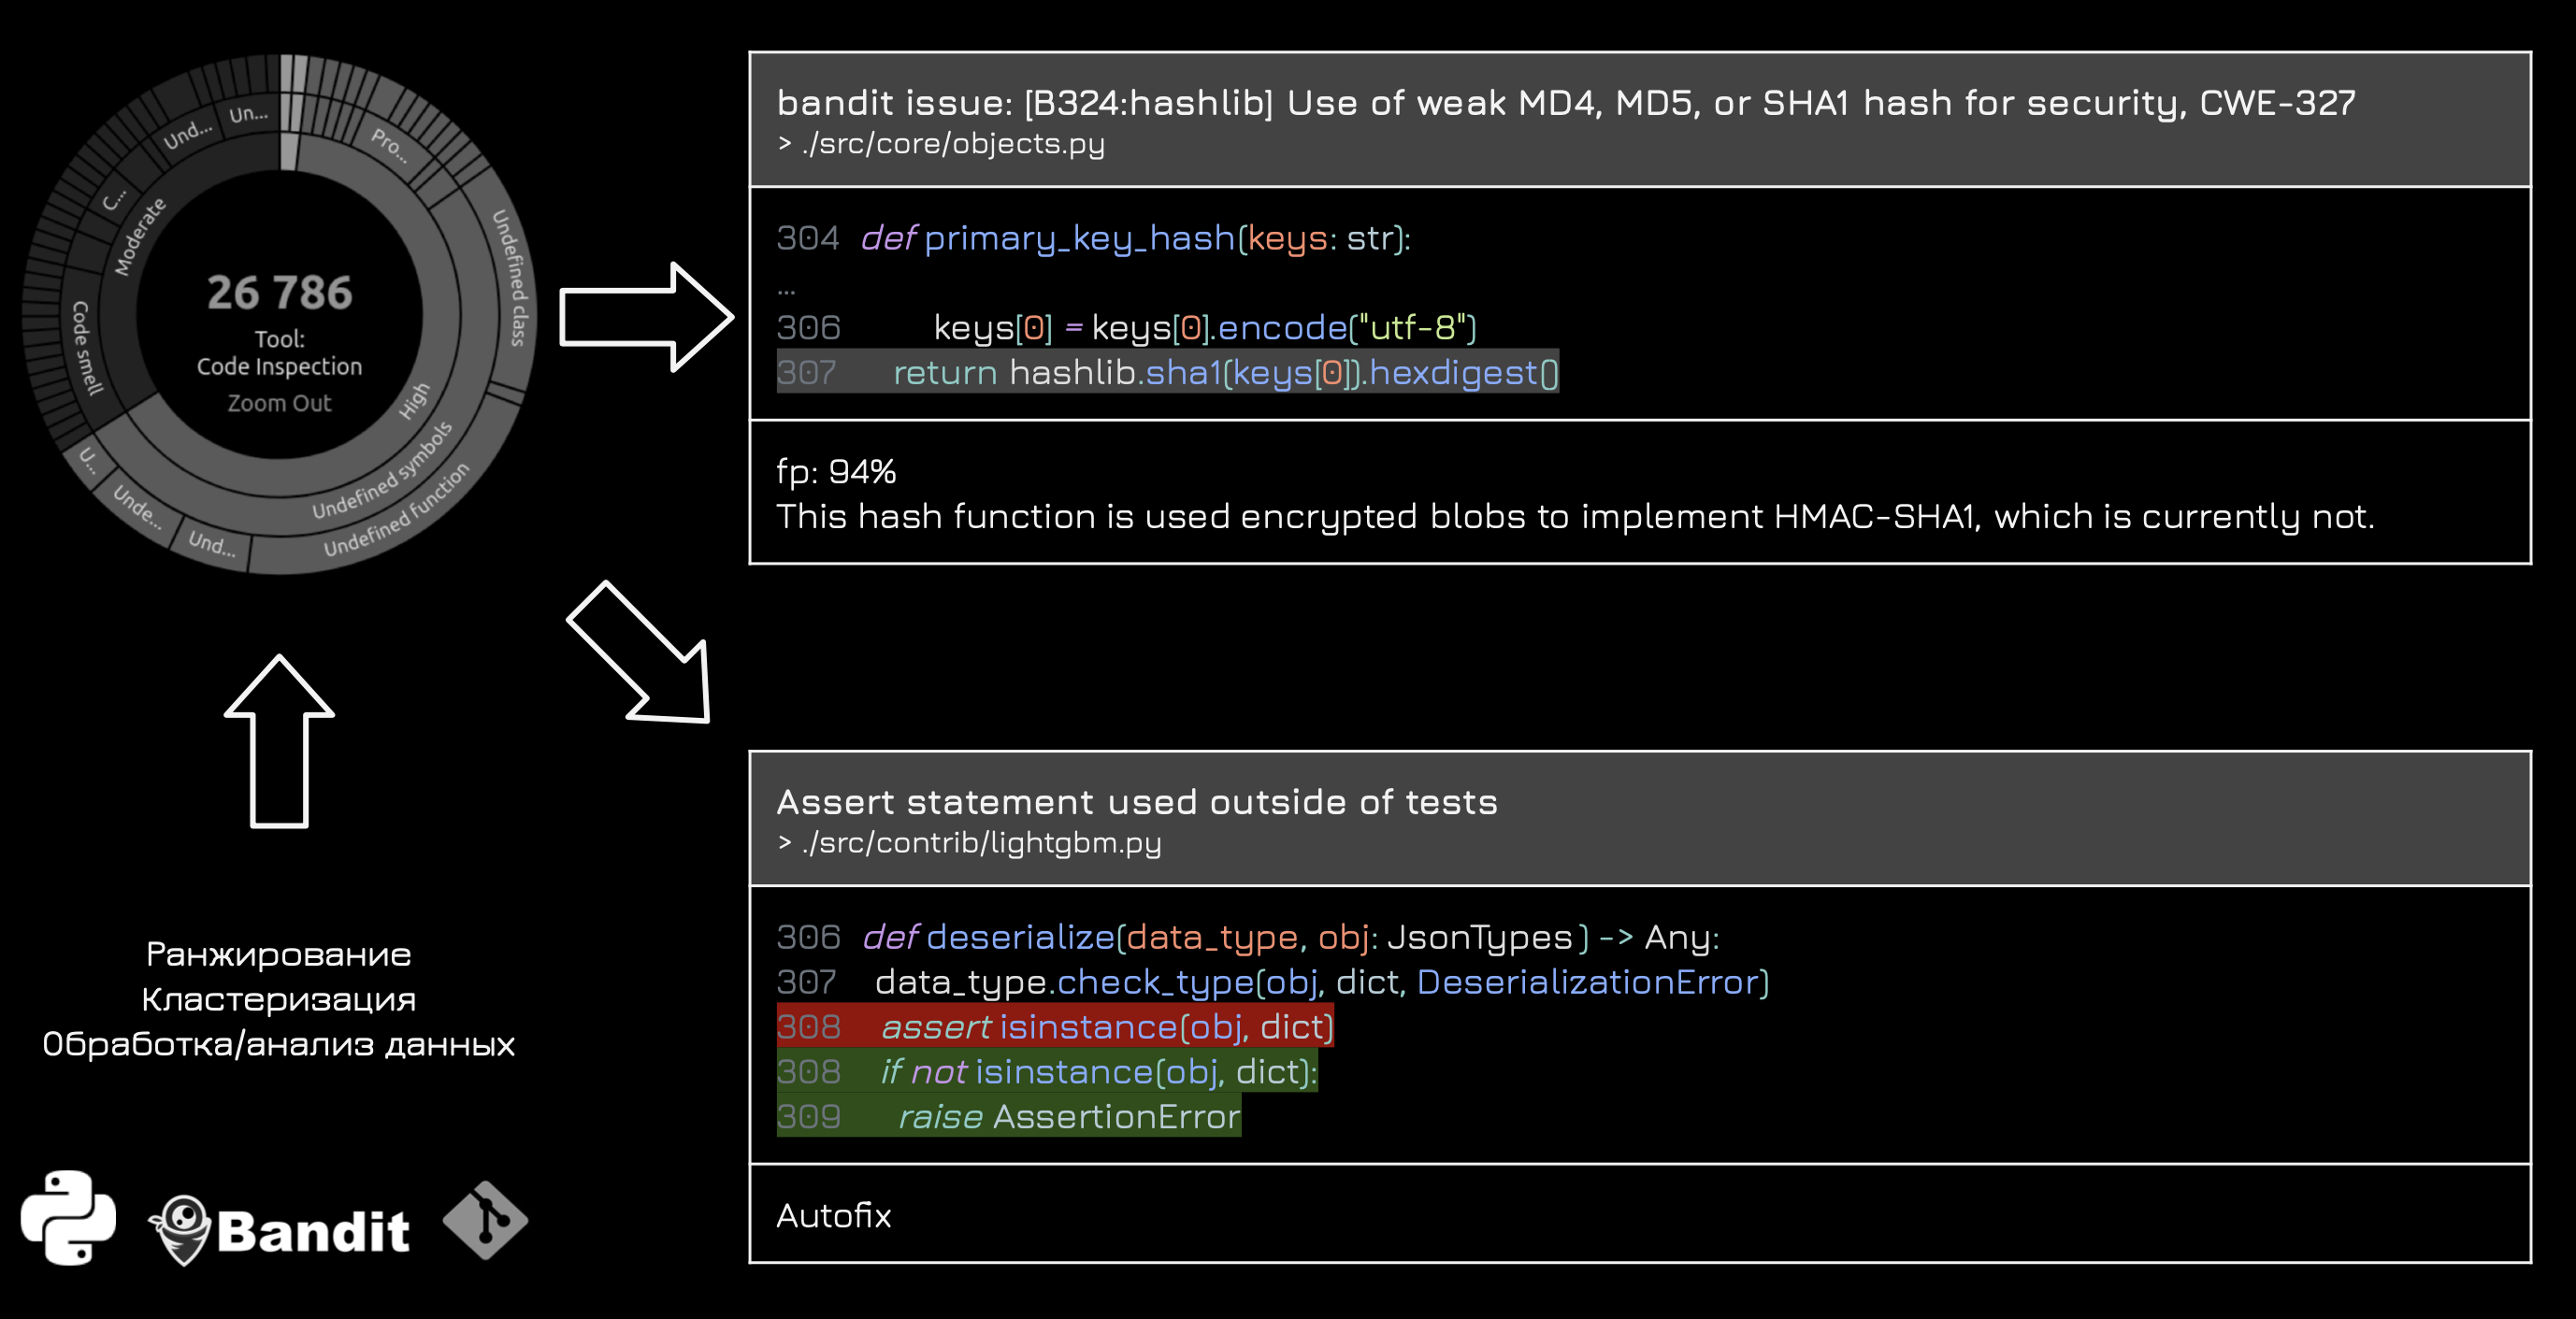 Un...
Und...
Pro...
C...
Moderate
Undefined class
26 786
Tool:
Code Inspection
Zoom Out
Code smell
High
Undefined symbols
U...
Unde...
Und...
Undefined function
Ранжирование
Кластеризация
Обработка/анализ данных
Bandit
bandit issue: [B324:hashlib] Use of weak MD4, MD5, or SHA1 hash for security, CWE-327
> ./src/core/objects.py
304 def primary_key_hash(keys: str):
...
306 keys[0] = keys[0].encode("utf-8")
307 return hashlib.sha1(keys[0]).hexdigest()
fp: 94%
This hash function is used encrypted blobs to implement HMAC-SHA1, which is currently not.
Assert statement used outside of tests
> ./src/contrib/lightgbm.py
306 def deserialize(data_type, obj: JsonTypes) -> Any:
307 data_type.check_type(obj, dict, DeserializationError)
308 assert isinstance(obj, dict)
308 if not isinstance(obj, dict):
309 raise AssertionError
Autofix